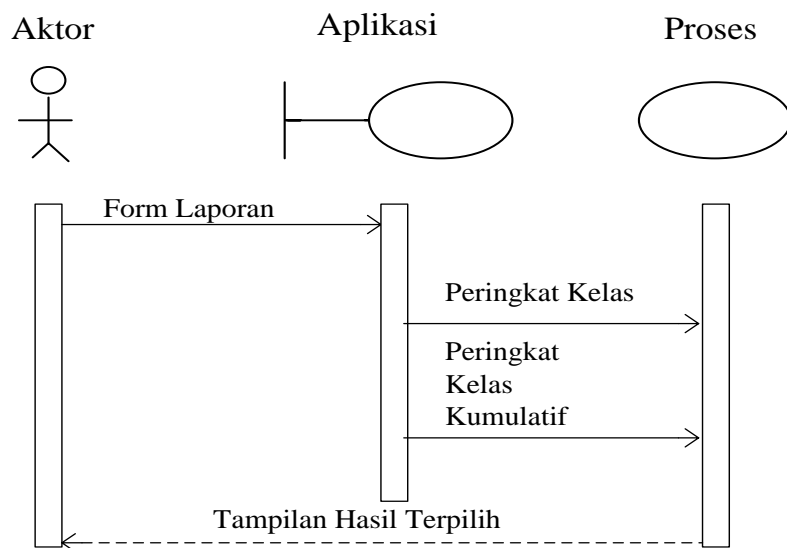 Aktor
Aplikasi
Proses
Form Laporan
Peringkat Kelas
Peringkat
Kelas
Kumulatif
Tampilan Hasil Terpilih